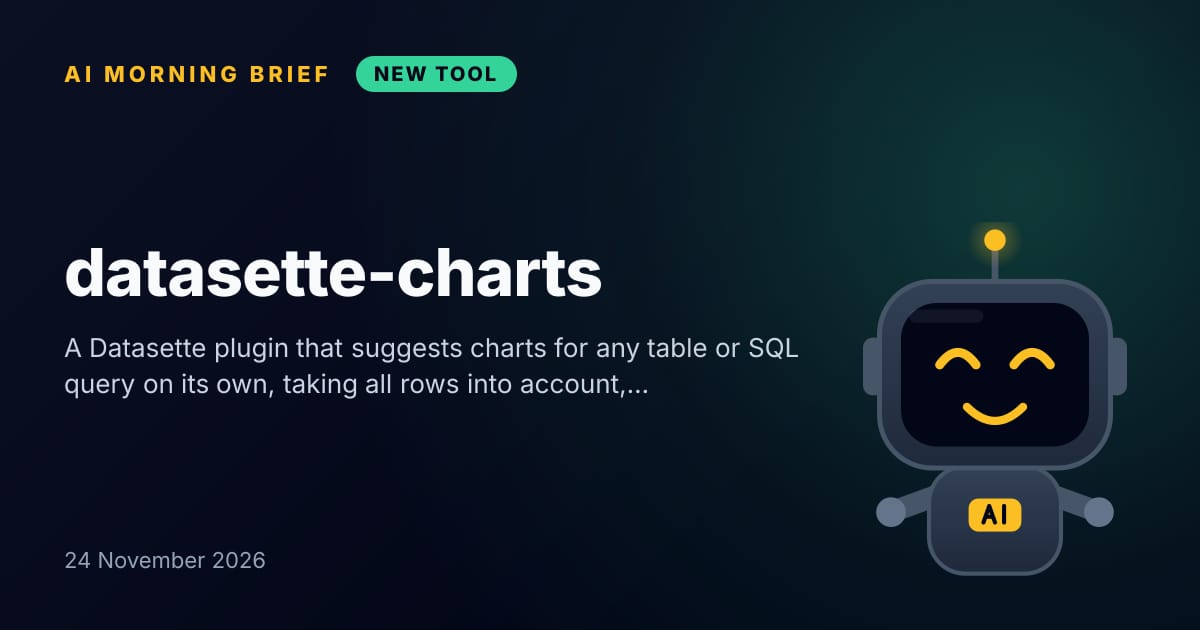 AI MORNING BRIEF
NEW TOOL
datasette-charts
A Datasette plugin that suggests charts for any table or SQL
query on its own, taking all rows into account,...
AI
24 November 2026